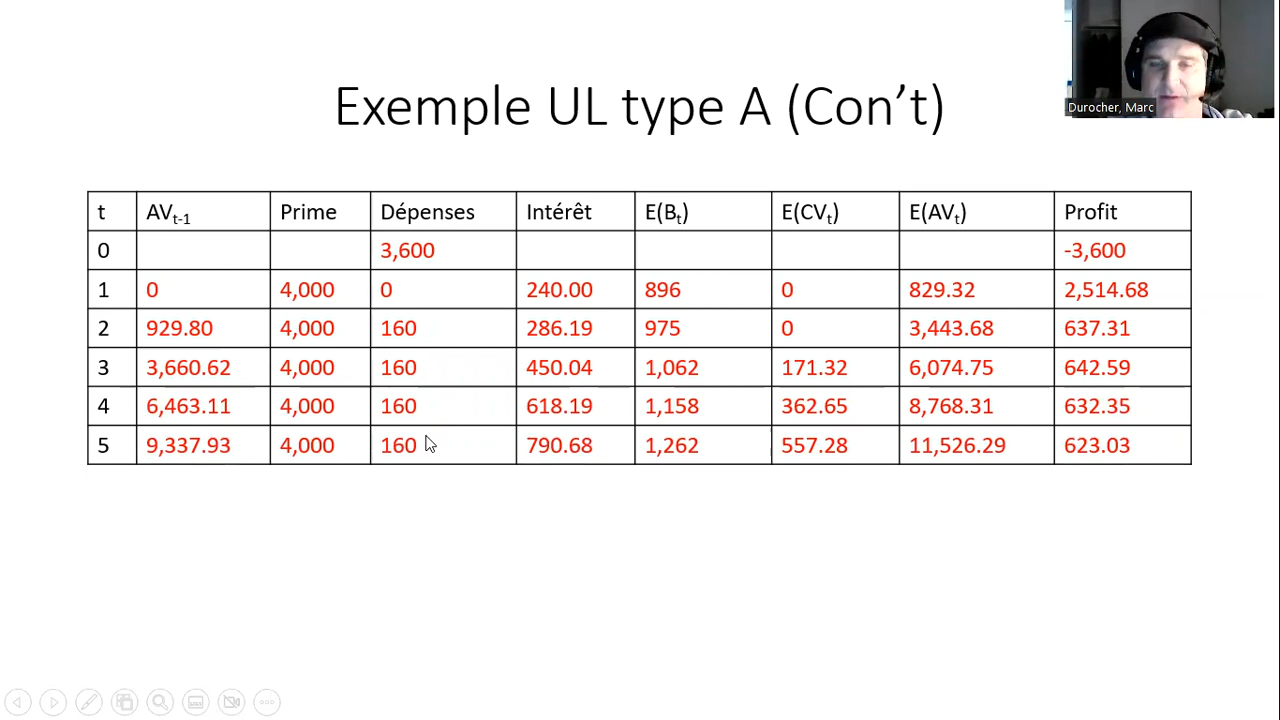 Durocher, Marc
Exemple UL type A (Con’t)
t AVt-1 Prime Dépenses Intérêt E(Bt) E(CVt) E(AVt) Profit
0 3,600 -3,600
1 0 4,000 0 240.00 896 0 829.32 2,514.68
2 929.80 4,000 160 286.19 975 0 3,443.68 637.31
3 3,660.62 4,000 160 450.04 1,062 171.32 6,074.75 642.59
4 6,463.11 4,000 160 618.19 1,158 362.65 8,768.31 632.35
5 9,337.93 4,000 160 790.68 1,262 557.28 11,526.29 623.03